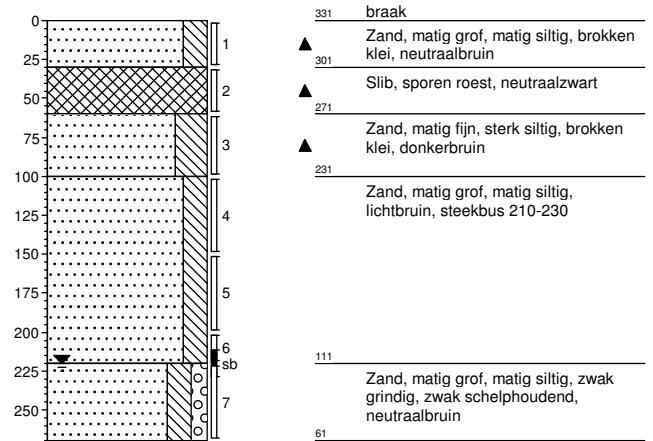 0
25
50
75
100
125
150
175
200
225
250
1
2
3
4
5
6
sb
7
331 braak
Zand, matig grof, matig siltig, brokken
klei, neutraalbruin
301
Slib, sporen roest, neutraalzwart
271
Zand, matig fijn, sterk siltig, brokken
klei, donkerbruin
231
Zand, matig grof, matig siltig,
lichtbruin, steekbus 210-230
111
Zand, matig grof, matig siltig, zwak
grindig, zwak schelphoudend,
neutraalbruin
61